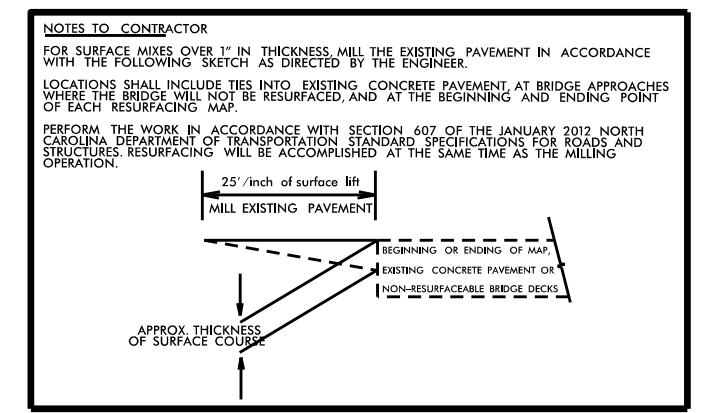 NOTES TO CONTRACTOR
FOR SURFACE MIXES OVER 1" IN THICKNESS, MILL THE EXISTING PAVEMENT IN ACCORDANCE
WITH THE FOLLOWING SKETCH AS DIRECTED BY THE ENGINEER.
LOCATIONS SHALL INCLUDE TIES INTO EXISTING CONCRETE PAVEMENT, AT BRIDGE APPROACHES
WHERE THE BRIDGE WILL NOT BE RESURFACED, AND AT THE BEGINNING AND ENDING POINT
OF EACH RESURFACING MAP.
PERFORM THE WORK IN ACCORDANCE WITH SECTION 607 OF THE JANUARY 2012 NORTH
CAROLINA DEPARTMENT OF TRANSPORTATION STANDARD SPECIFICATIONS FOR ROADS AND
STRUCTURES. RESURFACING WILL BE ACCOMPLISHED AT THE SAME TIME AS THE MILLING
OPERATION.
25'/inch of surface lift
MILL EXISTING PAVEMENT
BEGINNING OR ENDING OF MAP,
EXISTING CONCRETE PAVEMENT OR
NON-RESURFACEABLE BRIDGE DECKS
APPROX. THICKNESS
OF SURFACE COURSE